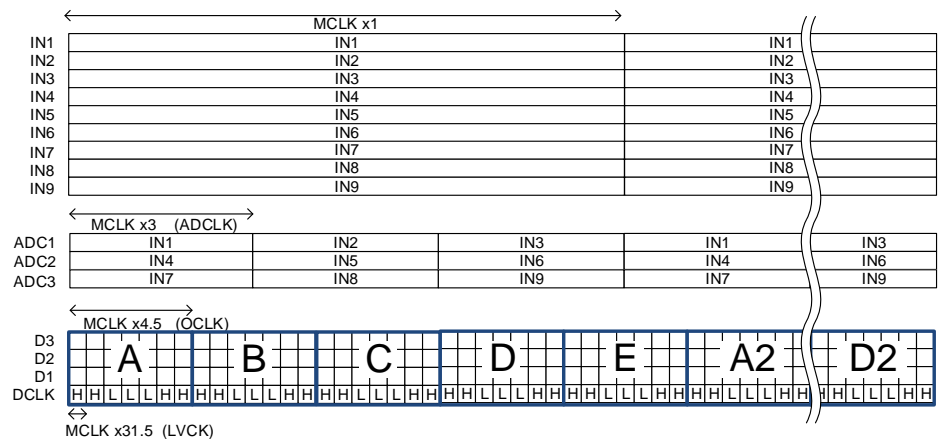 MCLK x1
IN1 IN1 IN1
IN2 IN2 IN2
IN3 IN3 IN3
IN4 IN4 IN4
IN5 IN5 IN5
IN6 IN6 IN6
IN7 IN7 IN7
IN8 IN8 IN8
IN9 IN9 IN9
MCLK x3 (ADCLK)
ADC1 IN1 IN2 IN3 IN1 IN3
ADC2 IN4 IN5 IN6 IN4 IN6
ADC3 IN7 IN8 IN9 IN7 IN9
MCLK x4.5 (OCLK)
D3
D2 A B C D E A2 D2
D1
DCLK H H L L L H H H H L L L H H H H L L L H H H H L L L H H H H L L L H H H H L L L H H H L L L H H
MCLK x31.5 (LVCK)